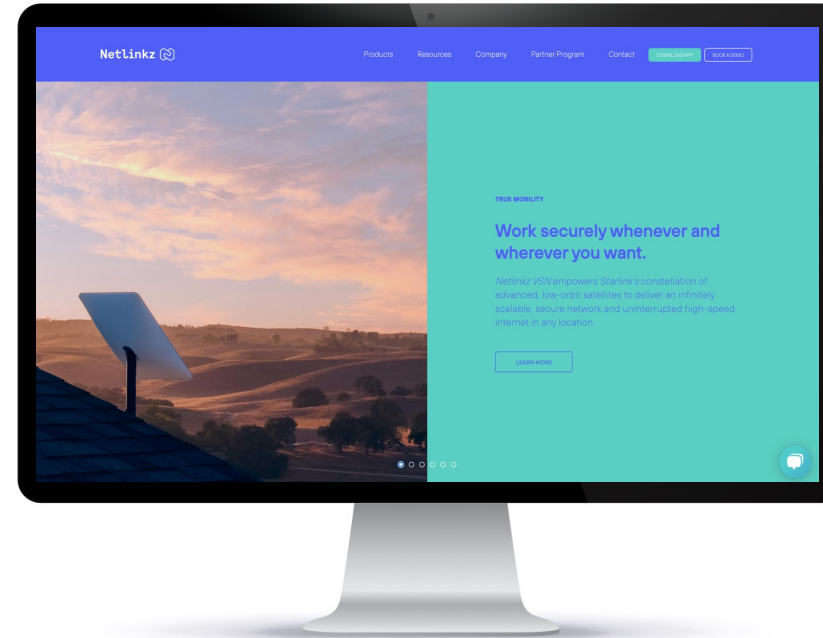 Netlinkz
Products Resources Company Partner Program Contact DOWNLOAD APP BOOK A DEMO
TRUE MOBILITY
Work securely whenever and
wherever you want.
Netlinkz VSN empowers Starlink's constellation of
advanced, low-orbit satellites to deliver an infinitely
scalable, secure network and uninterrupted high-speed
internet in any location.
LEARN MORE